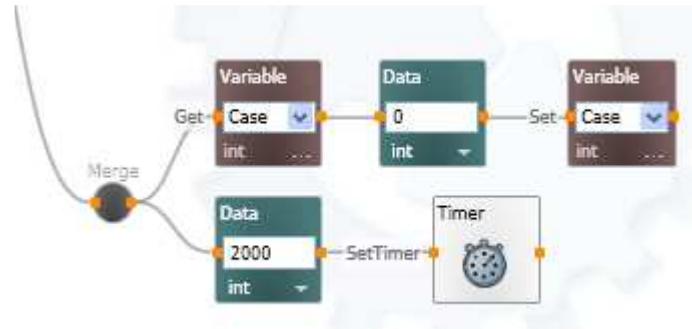 Variable
Data
Variable
Get
Case
0
Set
Case
int ...
int
int ...
Merge
Data
Timer
2000
SetTimer
int